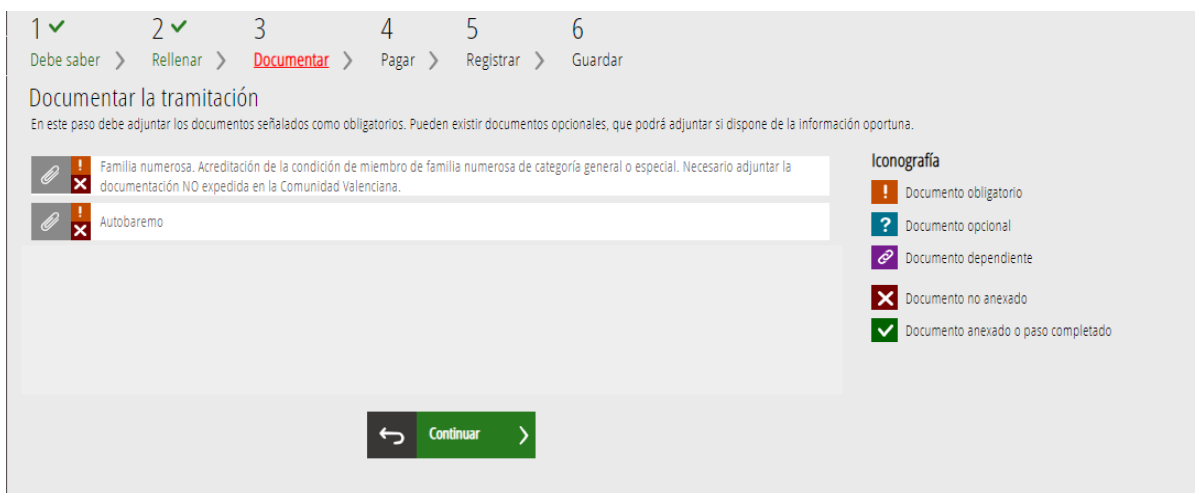 1 2 3 4 5 6
Debe saber Rellenar Documentar Pagar Registrar Guardar
Documentar la tramitación
En este paso debe adjuntar los documentos señalados como obligatorios. Pueden existir documentos opcionales, que podrá adjuntar si dispone de la información oportuna.
Familia numerosa. Acreditación de la condición de miembro de familia numerosa de categoría general o especial. Necesario adjuntar la
documentación NO expedida en la Comunidad Valenciana.
Autobaremo
Iconografía
Documento obligatorio
Documento opcional
Documento dependiente
Documento no anexado
Documento anexado o paso completado
Continuar